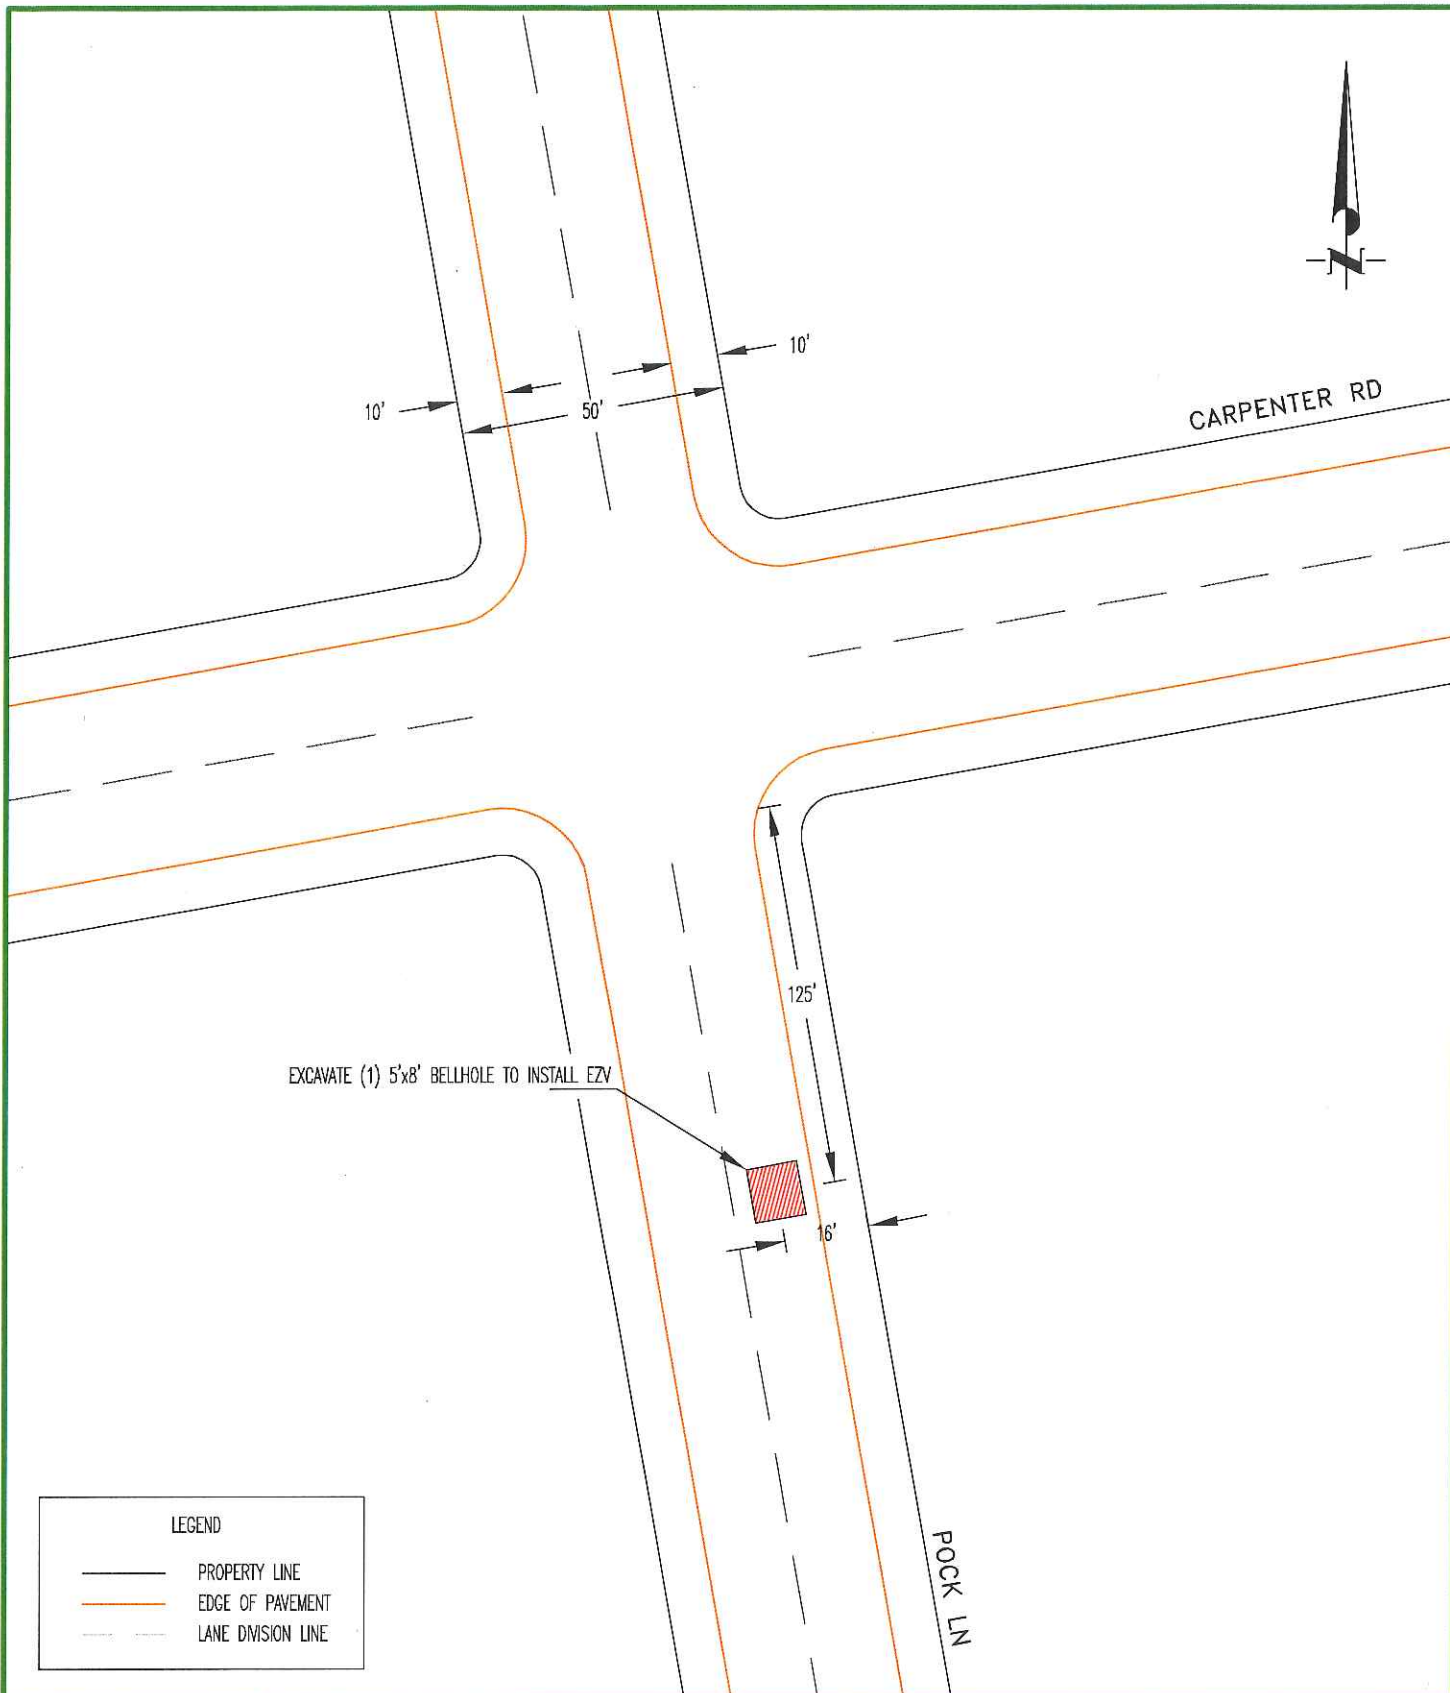 N
10'
CARPENTER RD
10'
50'
125'
EXCAVATE (1) 5'x8' BELLHOLE TO INSTALL EZV
16'
LEGEND
PROPERTY LINE
EDGE OF PAVEMENT
LANE DIVISION LINE
POCK LN